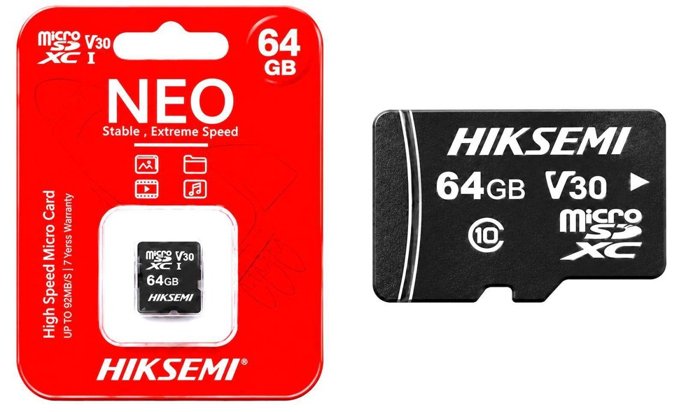 micro SD XC V30 I
64 GB
NEO
Stable , Extreme Speed
High Speed Micro Card
UP TO 92MB/S | 7 Yerss Warranty
micro SD XC V30 I
64GB
HIKSEMI
HIKSEMI®
HIKSEMI
64GB V30
10
micro SD XC